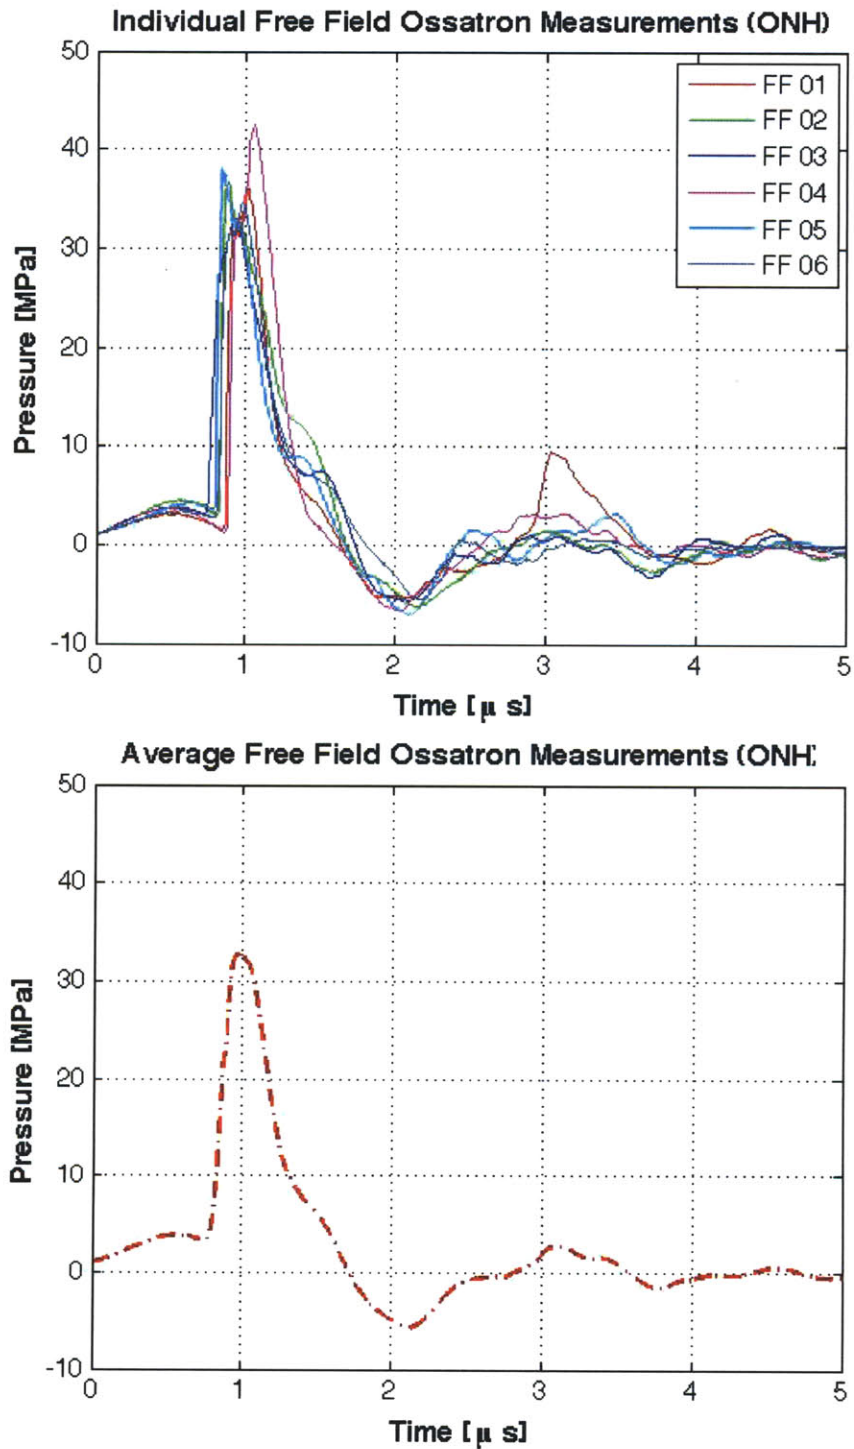 Individual Free Field Ossatron Measurements (ONH)
50
40
30
20
10
0
-10
Pressure [MPa]
FF 01
FF 02
FF 03
FF 04
FF 05
FF 06
0 1 2 3 4 5
Time [μ s]
Average Free Field Ossatron Measurements (ONH)
50
40
30
20
10
0
-10
Pressure [MPa]
0 1 2 3 4 5
Time [μ s]